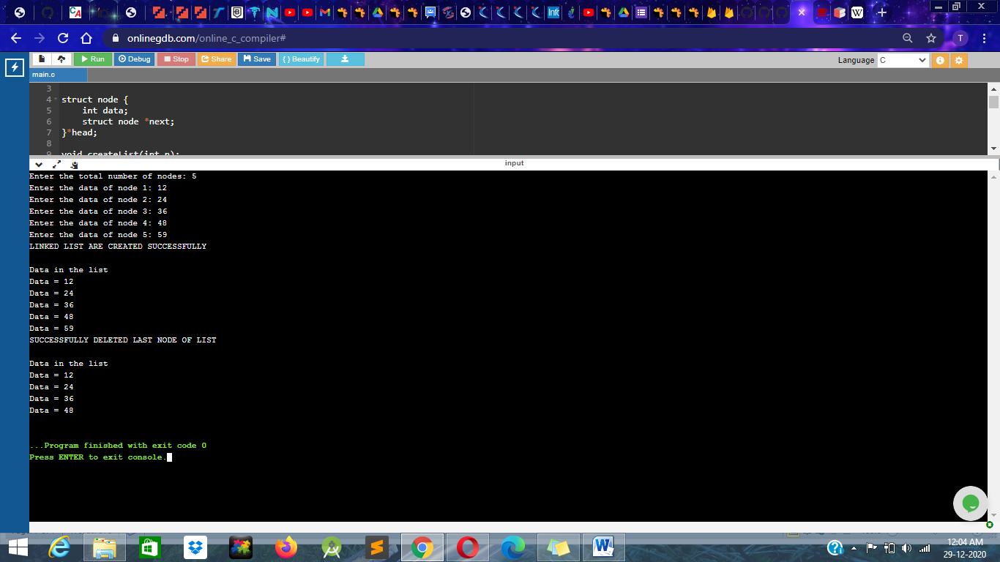 onlinegdb.com/online_c_compiler#
T
Run Debug Stop Share Save { } Beautify
Language C
main.c
3
4 struct node {
5 int data;
6 struct node *next;
7 }*head;
8
9 void createList(int n);
input
Enter the total number of nodes: 5
Enter the data of node 1: 12
Enter the data of node 2: 24
Enter the data of node 3: 36
Enter the data of node 4: 48
Enter the data of node 5: 59
LINKED LIST ARE CREATED SUCCESSFULLY
Data in the list
Data = 12
Data = 24
Data = 36
Data = 48
Data = 59
SUCCESSFULLY DELETED LAST NODE OF LIST
Data in the list
Data = 12
Data = 24
Data = 36
Data = 48
...Program finished with exit code 0
Press ENTER to exit console.
12:04 AM
29-12-2020